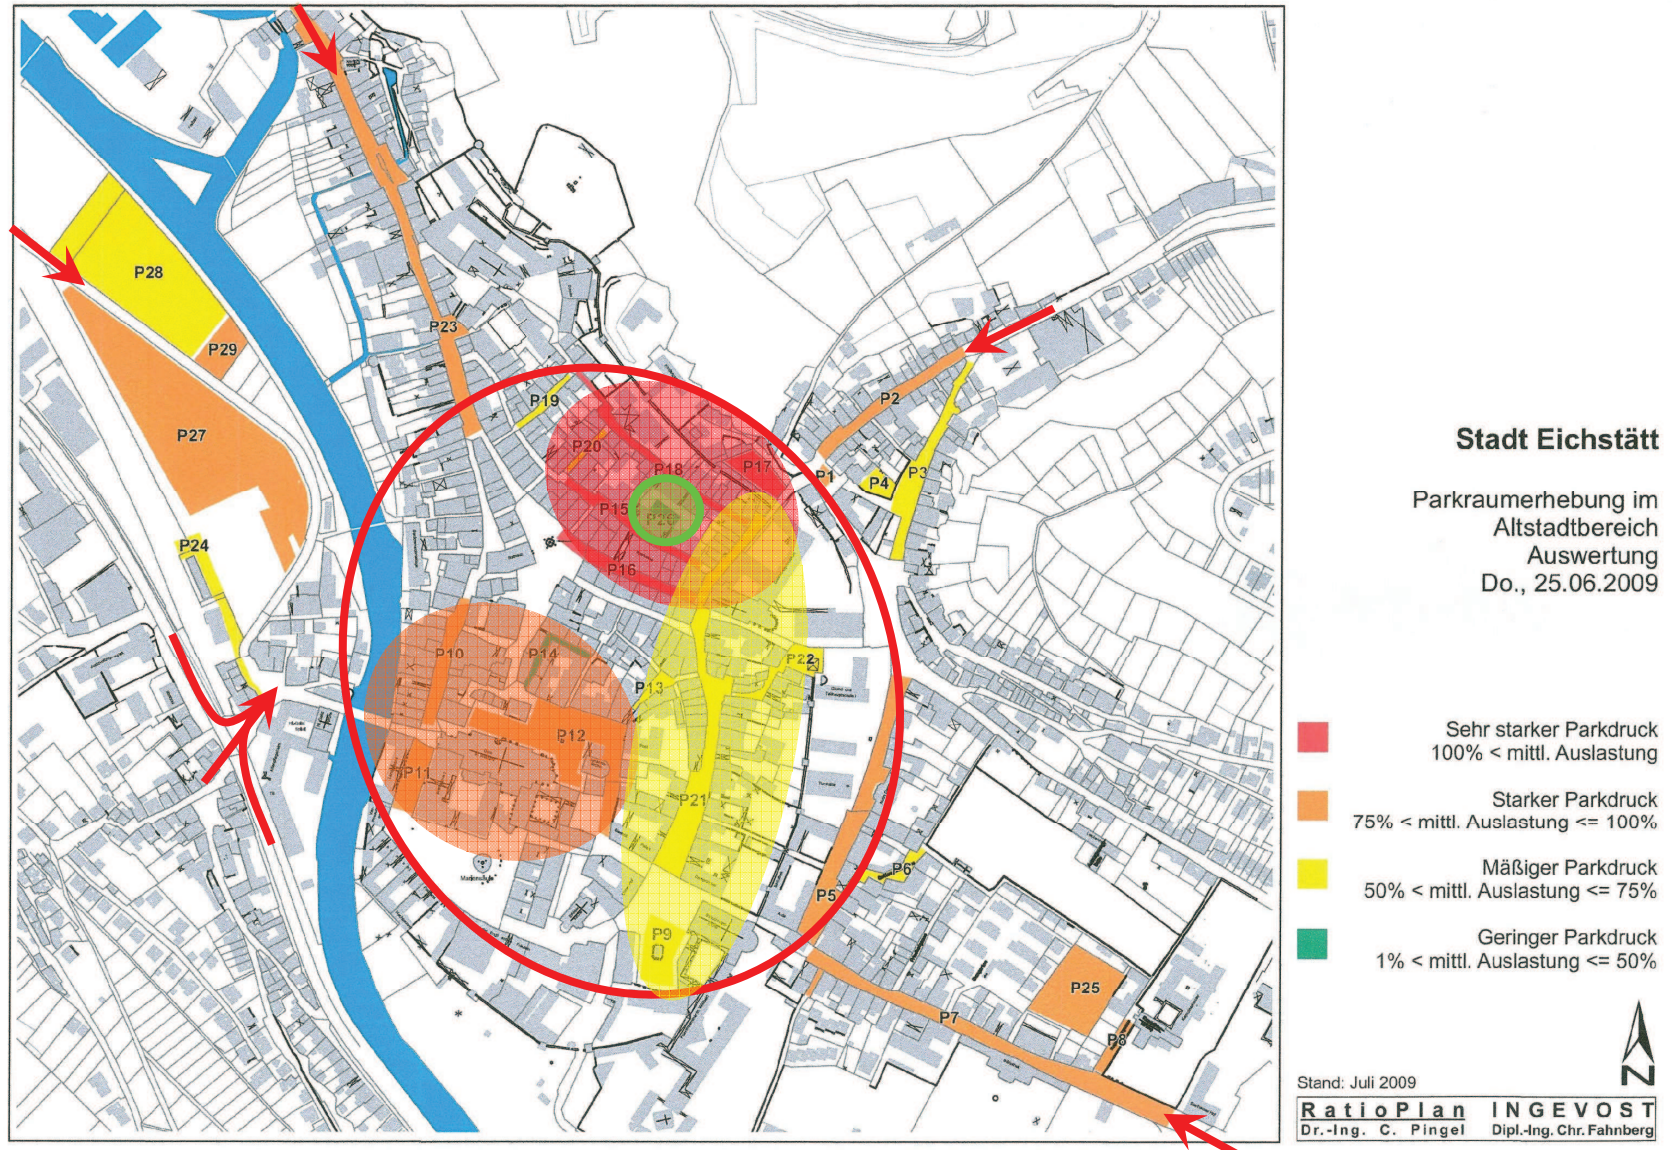 P28
P29
P27
P23
P19
P20
P18
P17
P15
P26
P16
P1
P2
P3
P4
P24
P10
P14
P13
P22
P12
P11
P21
P5
P6
P9
P25
P7
P8
Stadt Eichstätt
Parkraumerhebung im
Altstadtbereich
Auswertung
Do., 25.06.2009
Sehr starker Parkdruck
100% < mittl. Auslastung
Starker Parkdruck
75% < mittl. Auslastung <= 100%
Mäßiger Parkdruck
50% < mittl. Auslastung <= 75%
Geringer Parkdruck
1% < mittl. Auslastung <= 50%
N
Stand: Juli 2009
RatioPlan
Dr.-Ing. C. Pingel
INGEVOST
Dipl.-Ing. Chr. Fahnberg